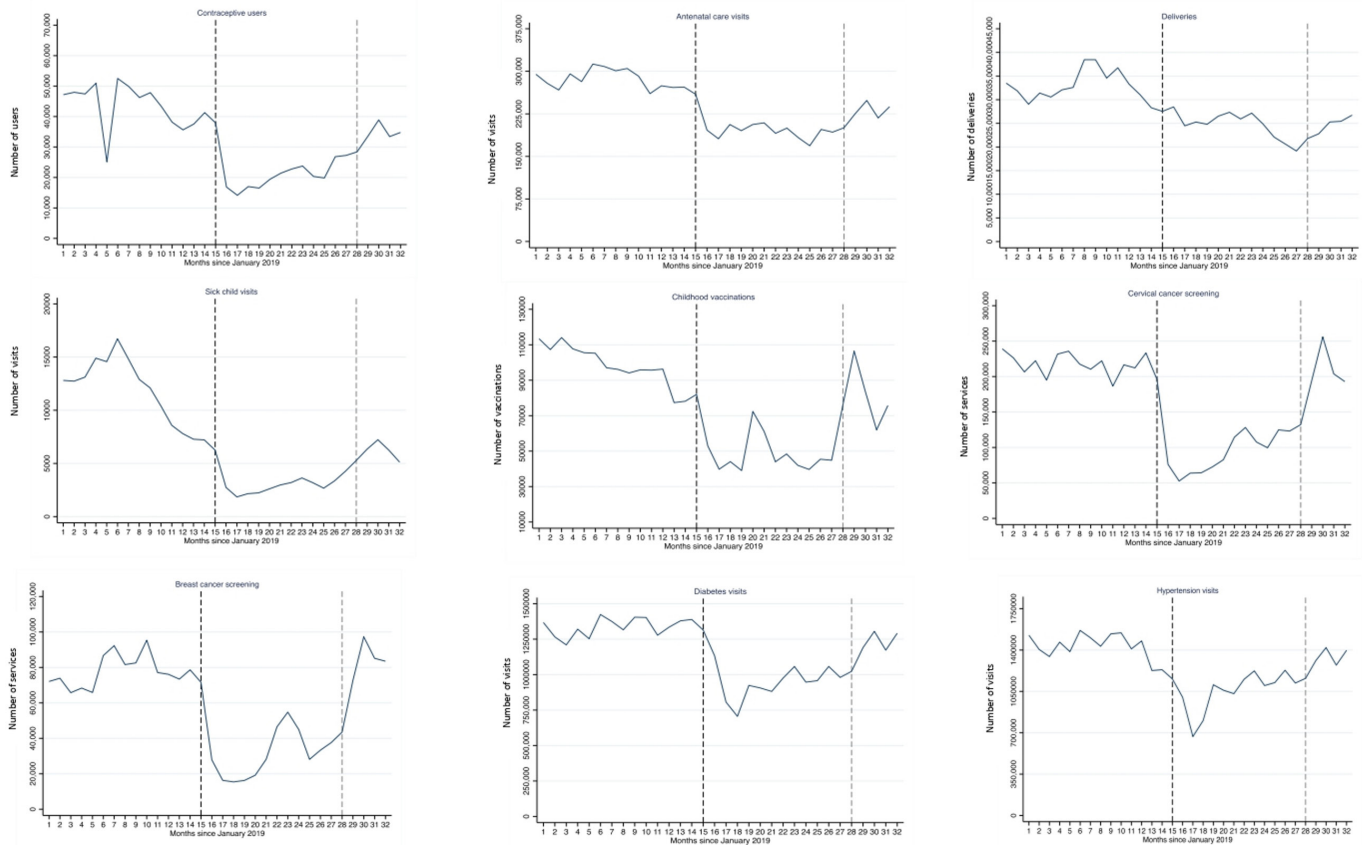 Contraceptive users
Number of users
70,000
60,000
50,000
40,000
30,000
20,000
10,000
0
1 2 3 4 5 6 7 8 9 10 11 12 13 14 15 16 17 18 19 20 21 22 23 24 25 26 27 28 29 30 31 32
Months since January 2019
Antenatal care visits
Number of visits
375,000
300,000
225,000
150,000
75,000
0
1 2 3 4 5 6 7 8 9 10 11 12 13 14 15 16 17 18 19 20 21 22 23 24 25 26 27 28 29 30 31 32
Months since January 2019
Deliveries
Number of deliveries
45,000
40,000
35,000
30,000
25,000
20,000
15,000
10,000
5,000
0
1 2 3 4 5 6 7 8 9 10 11 12 13 14 15 16 17 18 19 20 21 22 23 24 25 26 27 28 29 30 31 32
Months since January 2019
Sick child visits
Number of visits
20000
15000
10000
5000
0
1 2 3 4 5 6 7 8 9 10 11 12 13 14 15 16 17 18 19 20 21 22 23 24 25 26 27 28 29 30 31 32
Months since January 2019
Childhood vaccinations
Number of vaccinations
130000
110000
90000
70000
50000
30000
10000
1 2 3 4 5 6 7 8 9 10 11 12 13 14 15 16 17 18 19 20 21 22 23 24 25 26 27 28 29 30 31 32
Months since January 2019
Cervical cancer screening
Number of services
300,000
250,000
200,000
150,000
100,000
50,000
0
1 2 3 4 5 6 7 8 9 10 11 12 13 14 15 16 17 18 19 20 21 22 23 24 25 26 27 28 29 30 31 32
Months since January 2019
Breast cancer screening
Number of services
120,000
100,000
80,000
60,000
40,000
20,000
0
1 2 3 4 5 6 7 8 9 10 11 12 13 14 15 16 17 18 19 20 21 22 23 24 25 26 27 28 29 30 31 32
Months since January 2019
Diabetes visits
Number of visits
1500000
1250000
1000000
750,000
500,000
250,000
0
1 2 3 4 5 6 7 8 9 10 11 12 13 14 15 16 17 18 19 20 21 22 23 24 25 26 27 28 29 30 31 32
Months since January 2019
Hypertension visits
Number of visits
1750000
1400000
1050000
700,000
350,000
0
1 2 3 4 5 6 7 8 9 10 11 12 13 14 15 16 17 18 19 20 21 22 23 24 25 26 27 28 29 30 31 32
Months since January 2019